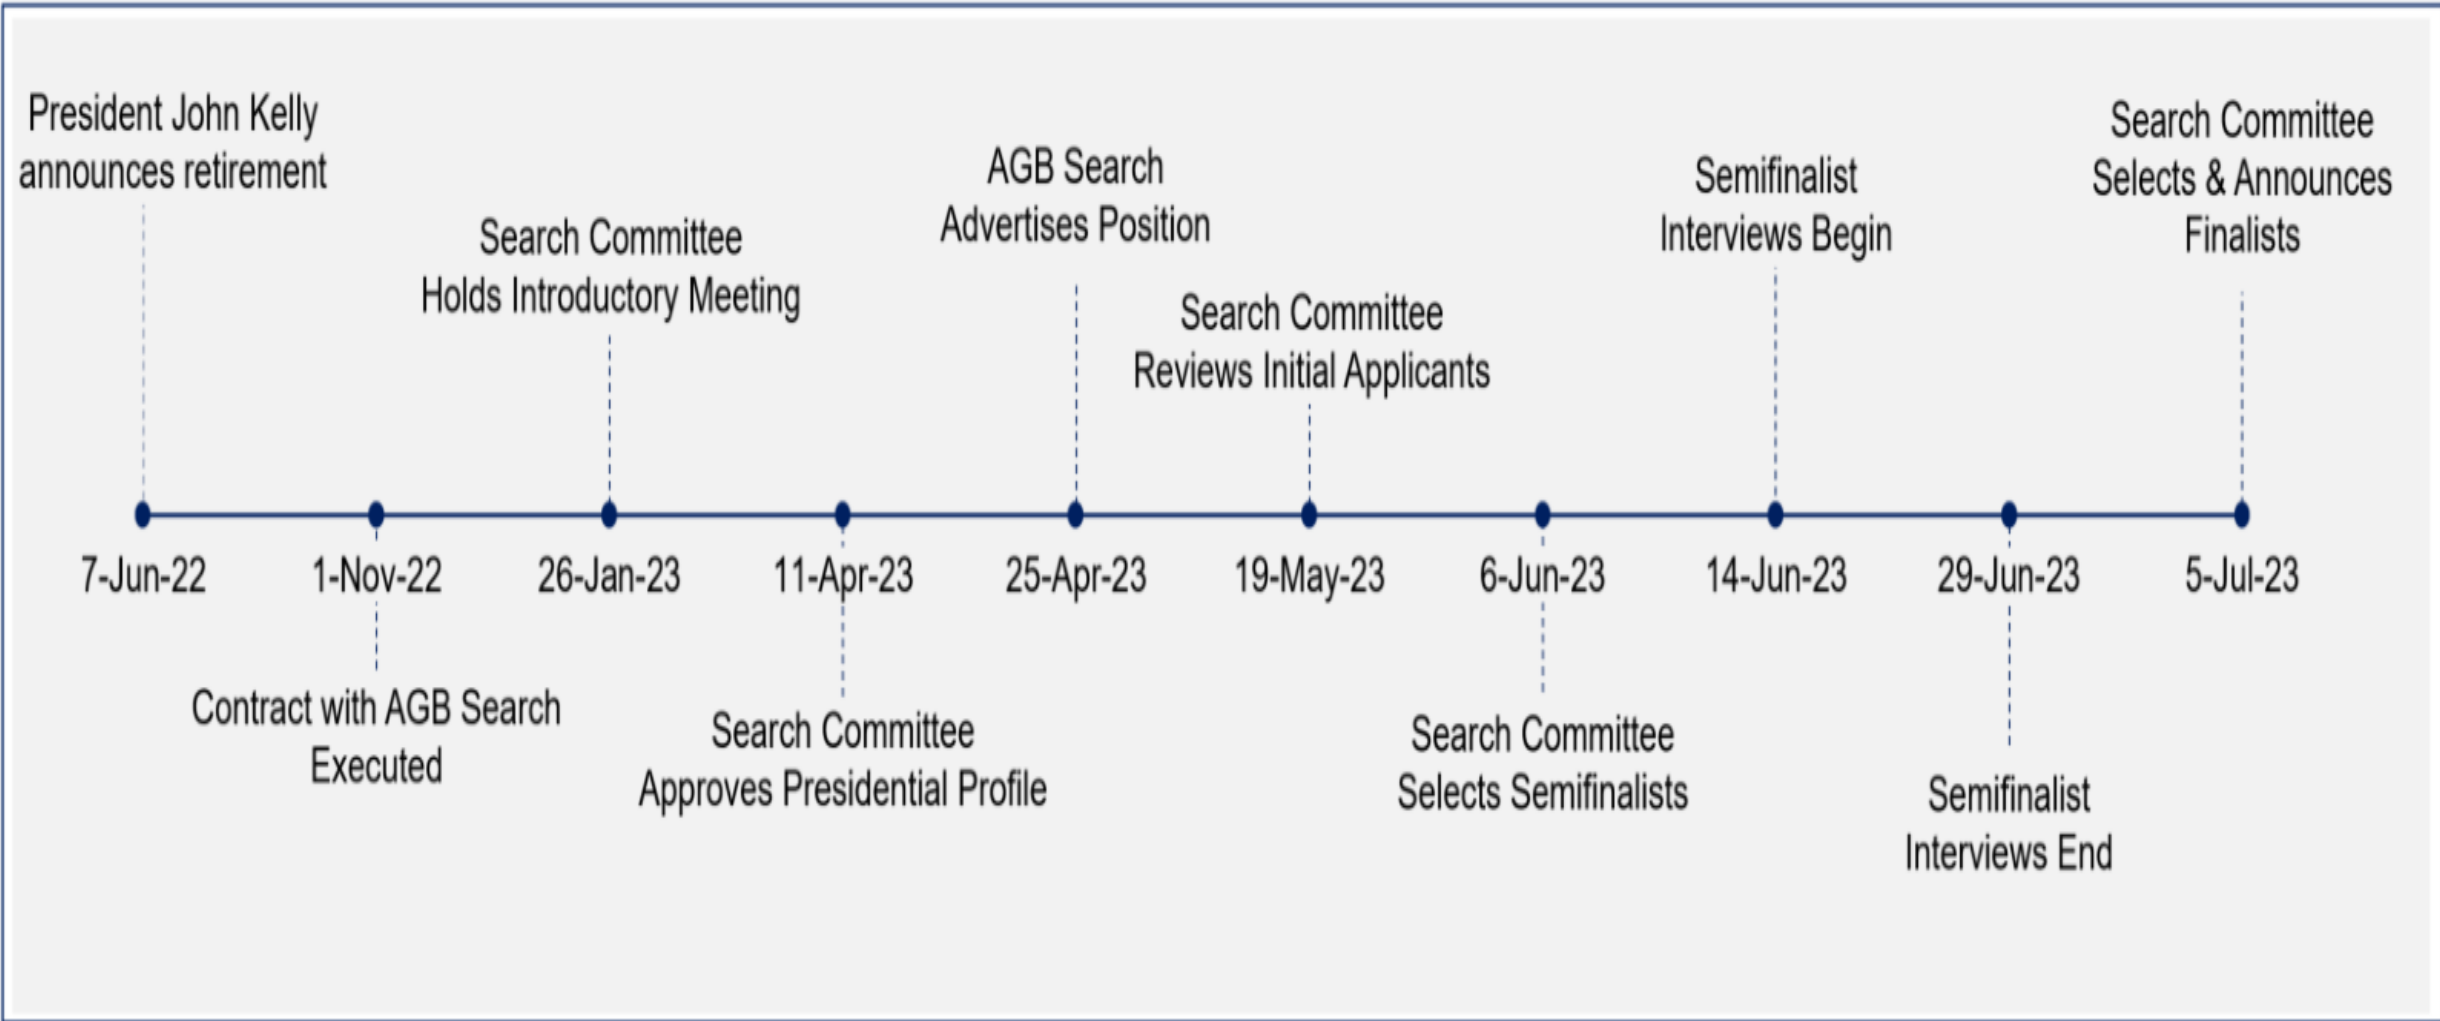 President John Kelly
announces retirement
Search Committee
Holds Introductory Meeting
AGB Search
Advertises Position
Search Committee
Reviews Initial Applicants
Semifinalist
Interviews Begin
Search Committee
Selects & Announces
Finalists
7-Jun-22
1-Nov-22
26-Jan-23
11-Apr-23
25-Apr-23
19-May-23
6-Jun-23
14-Jun-23
29-Jun-23
5-Jul-23
Contract with AGB Search
Executed
Search Committee
Approves Presidential Profile
Search Committee
Selects Semifinalists
Semifinalist
Interviews End